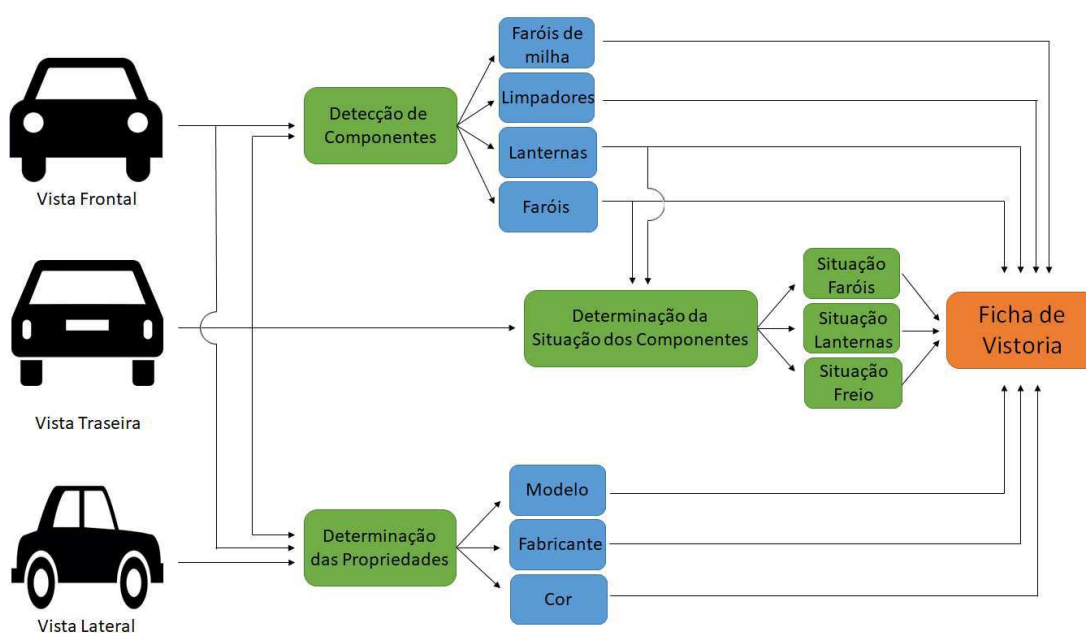 Vista Frontal
Vista Traseira
Vista Lateral
Detecção de
Componentes
Faróis de
milha
Limpadores
Lanternas
Faróis
Determinação da
Situação dos Componentes
Situação
Faróis
Situação
Lanternas
Situação
Freio
Ficha de
Vistoria
Determinação
das Propriedades
Modelo
Fabricante
Cor